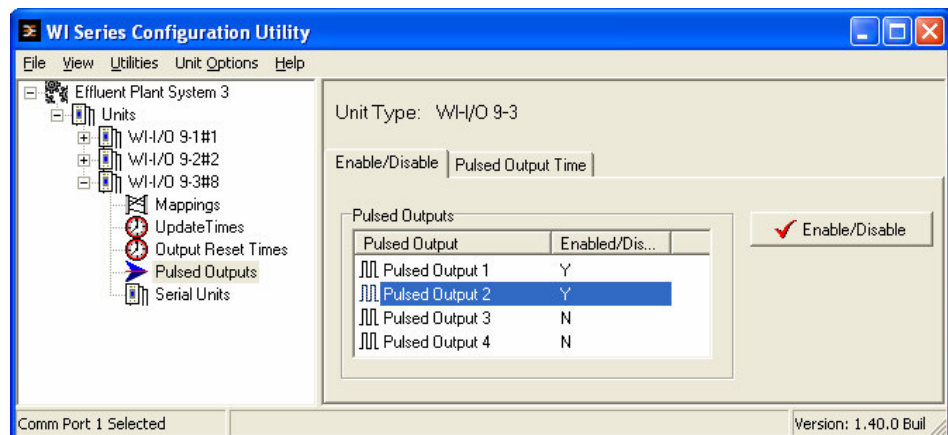 WI Series Configuration Utility
File View Utilities Unit Options Help
Effluent Plant System 3
Units
WI-I/O 9-1#1
WI-I/O 9-2#2
WI-I/O 9-3#8
Mappings
UpdateTimes
Output Reset Times
Pulsed Outputs
Serial Units
Unit Type: WI-I/O 9-3
Enable/Disable Pulsed Output Time
Pulsed Outputs
Pulsed Output Enabled/Dis...
Pulsed Output 1 Y
Pulsed Output 2 Y
Pulsed Output 3 N
Pulsed Output 4 N
Enable/Disable
Comm Port 1 Selected
Version: 1.40.0 Buil